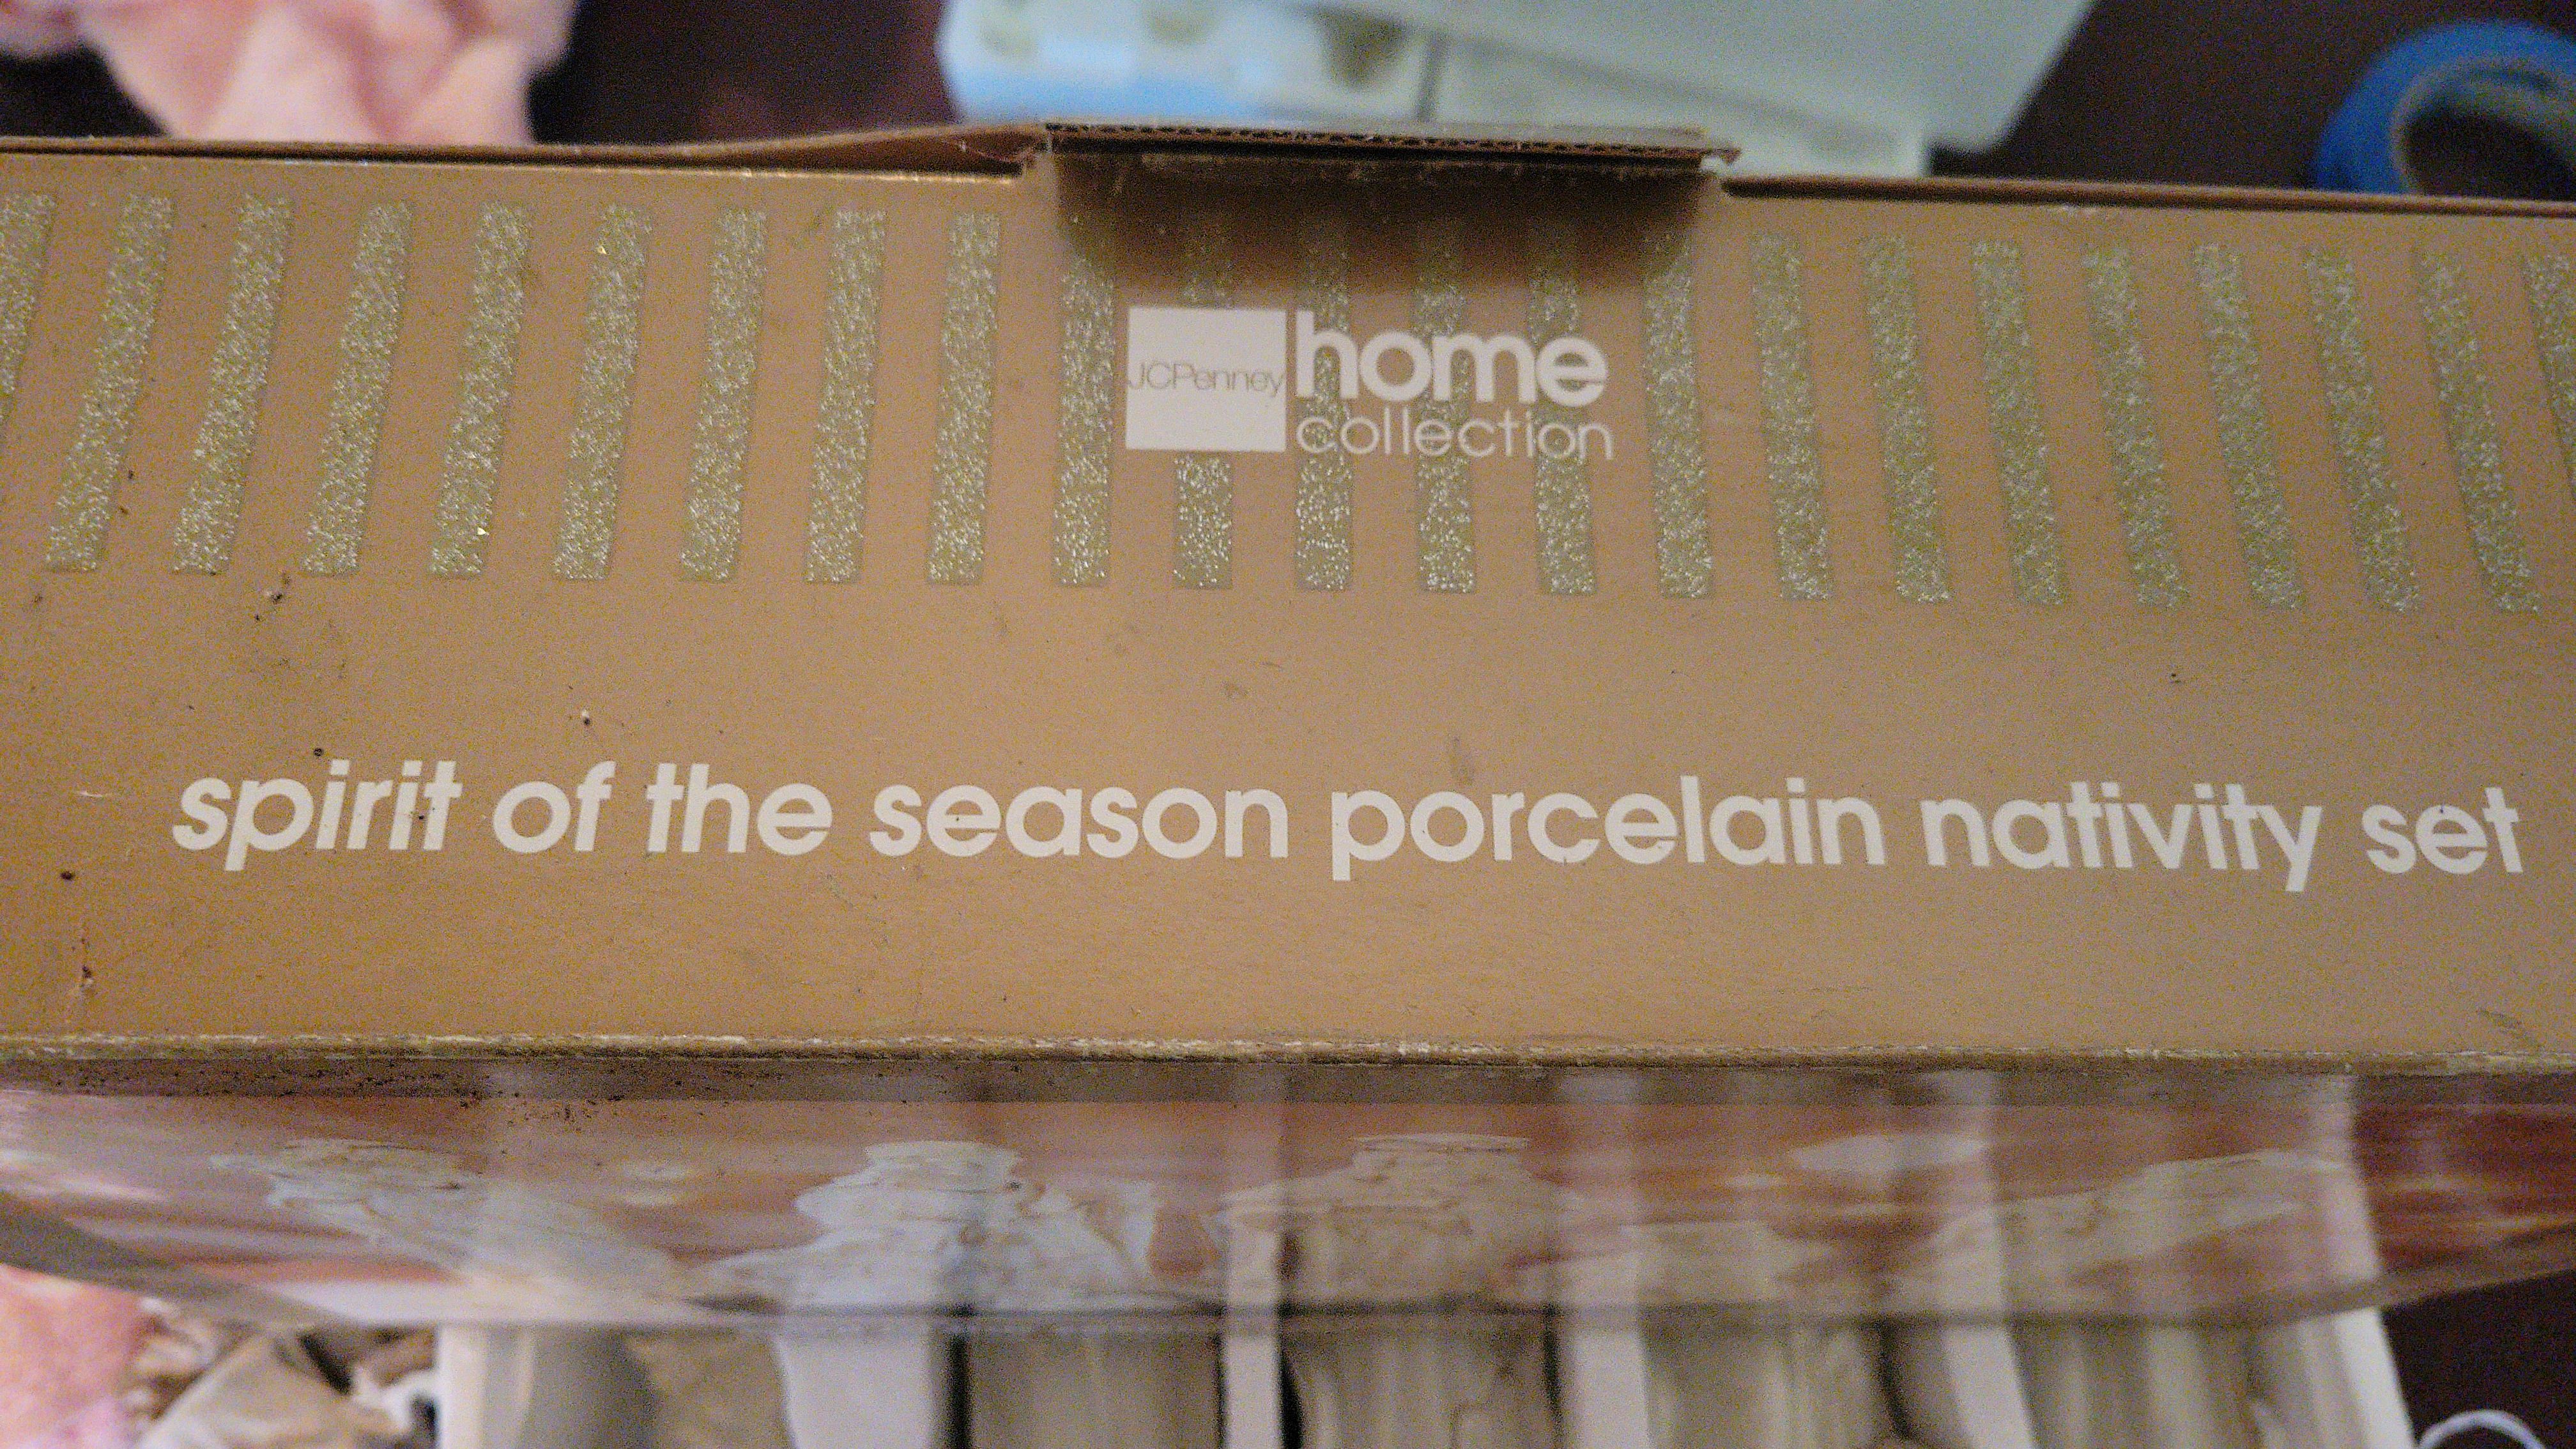 JCPenney
home
collection
spirit of the season porcelain nativity set